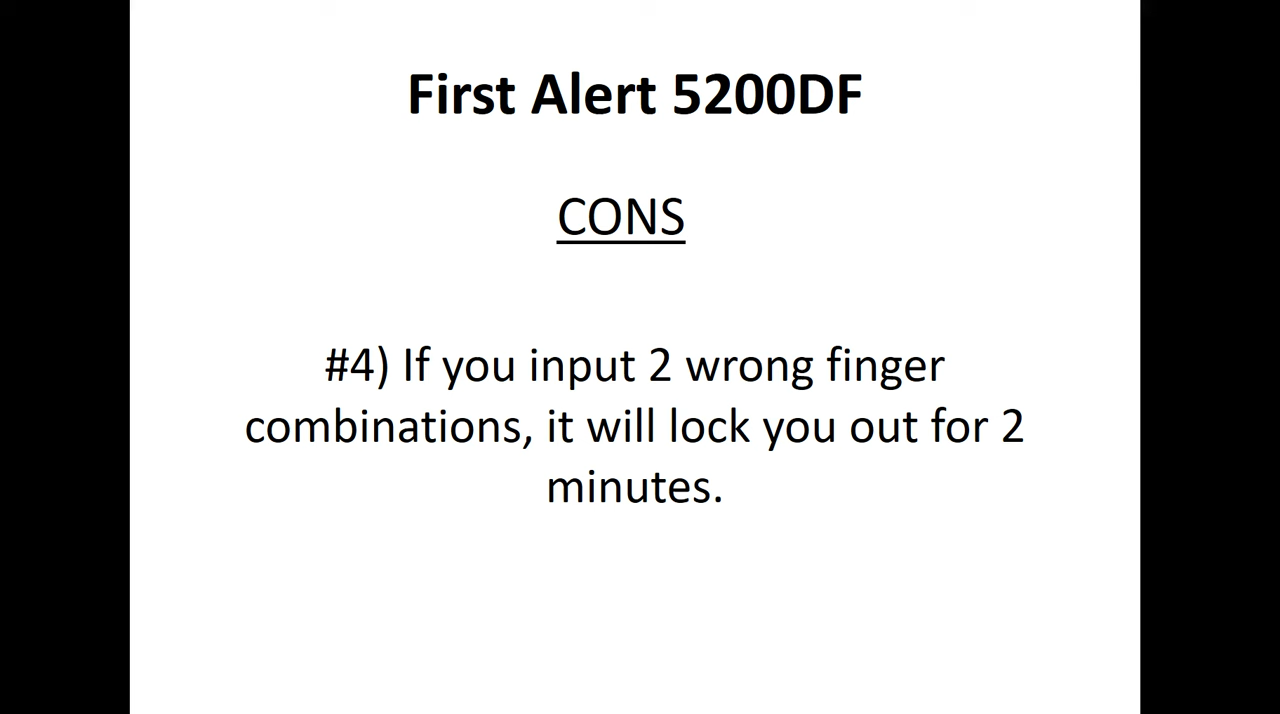 First Alert 5200DF
CONS
#4) If you input 2 wrong finger
combinations, it will lock you out for 2
minutes.